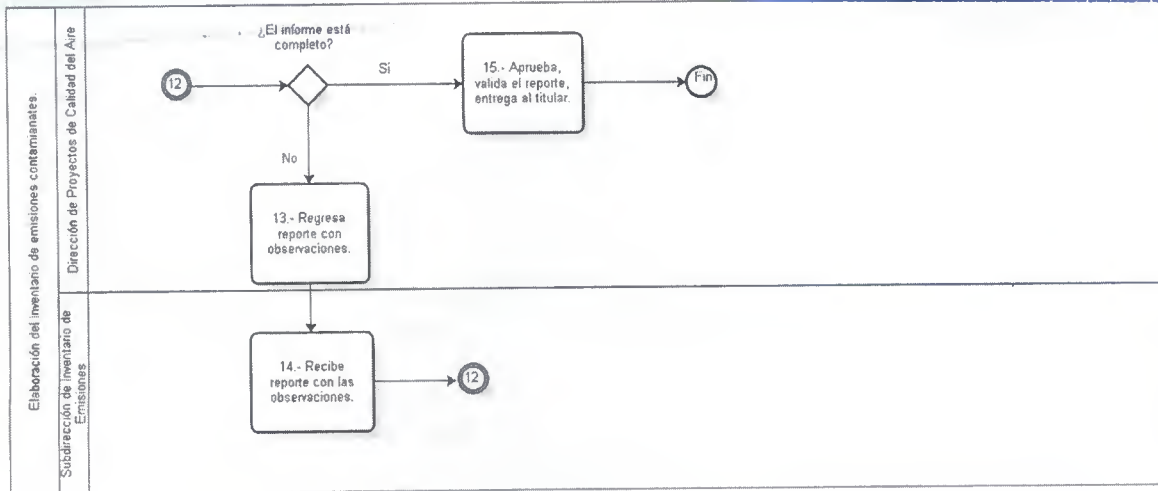 Elaboración del inventario de emisiones contamianates.
Dirección de Proyectos de Calidad del Aire
¿El informe está
completo?
12
Si
15.- Aprueba,
valida el reporte,
entrega al titular.
Fin
No
13.- Regresa
reporte con
observaciones.
Subdirección de inventario de
Emisiones
14.- Recibe
reporte con las
observaciones.
12